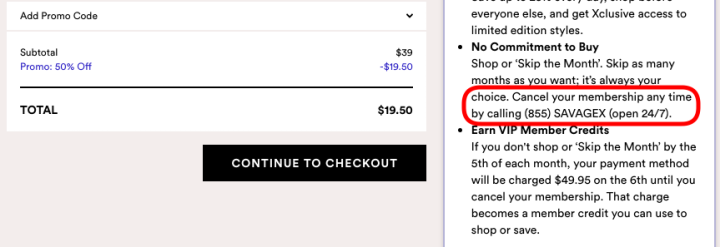 Add Promo Code
Subtotal $39
Promo: 50% Off -$19.50
TOTAL $19.50
CONTINUE TO CHECKOUT
everyone else, and get Xclusive access to
limited edition styles.
• No Commitment to Buy
Shop or ‘Skip the Month’. Skip as many
months as you want; it’s always your
choice. Cancel your membership any time
by calling (855) SAVAGEX (open 24/7).
• Earn VIP Member Credits
If you don't shop or ‘Skip the Month’ by the
5th of each month, your payment method
will be charged $49.95 on the 6th until you
cancel your membership. That charge
becomes a member credit you can use to
shop or save.